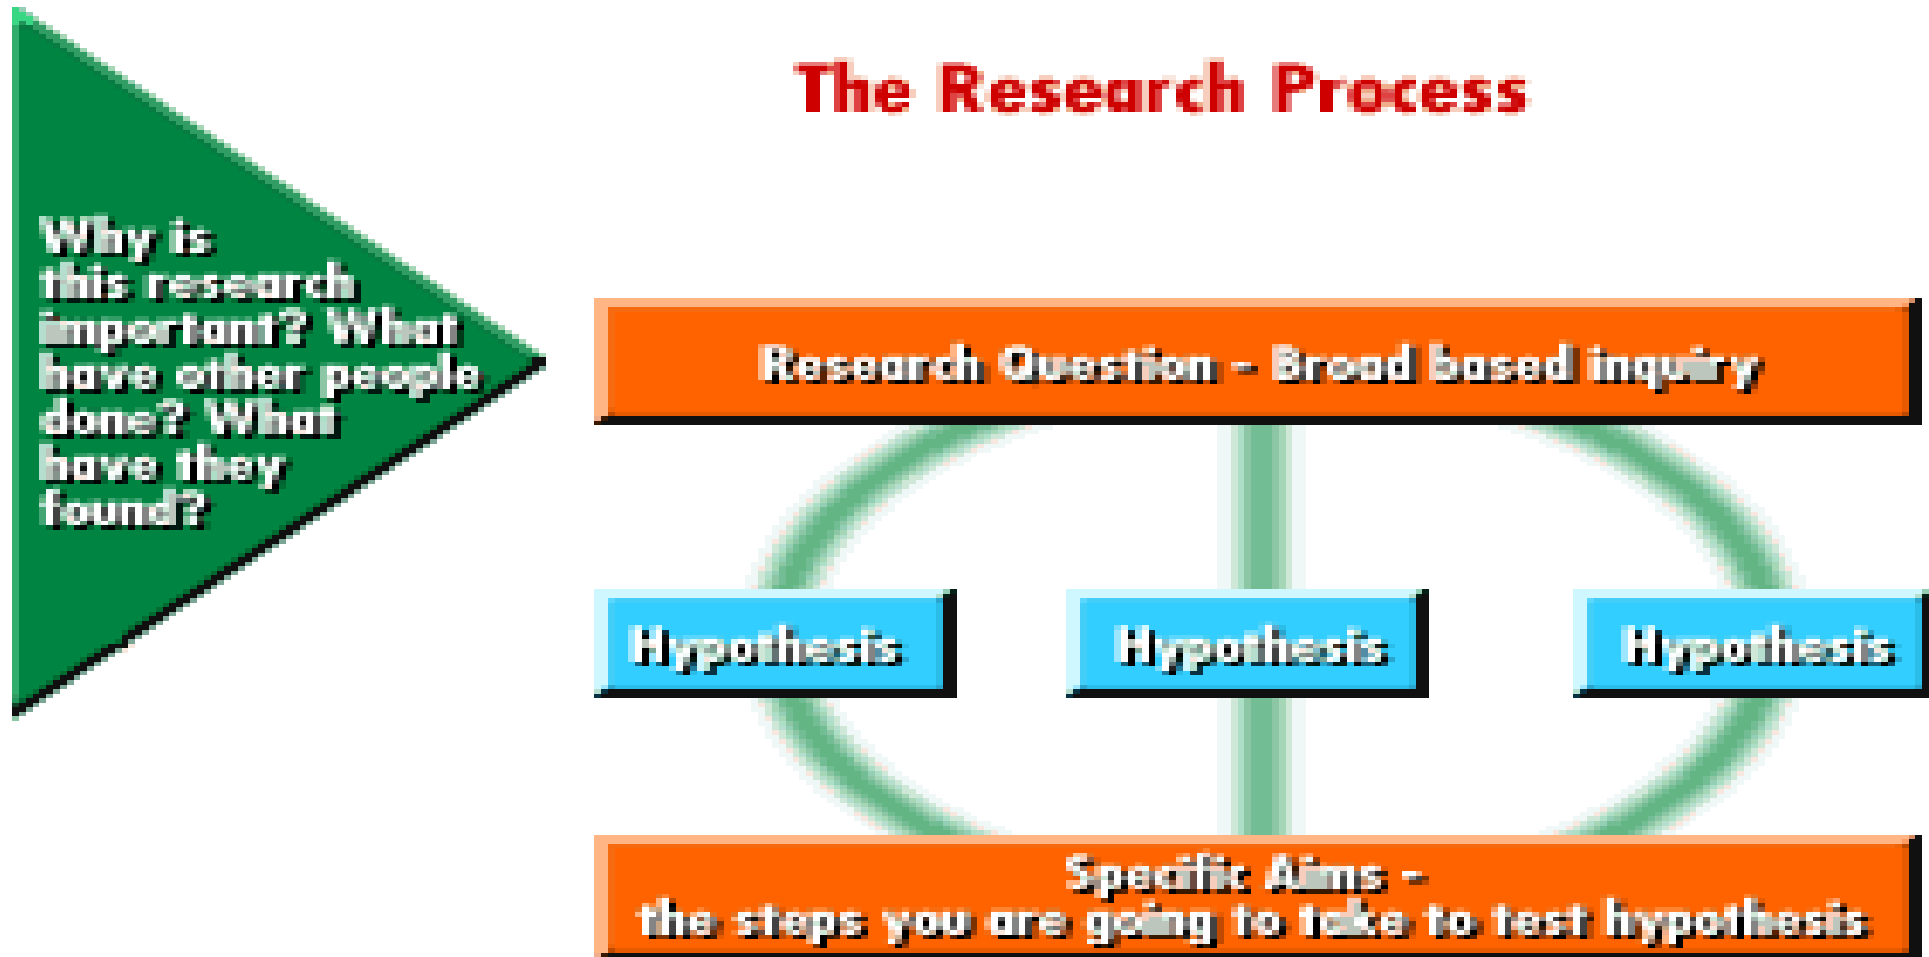 The Research Process
Why is
this research
important? What
have other people
done? What
have they
found?
Research Question - Broad based inquiry
Hypothesis
Hypothesis
Hypothesis
Specific Aims -
the steps you are going to take to test hypothesis